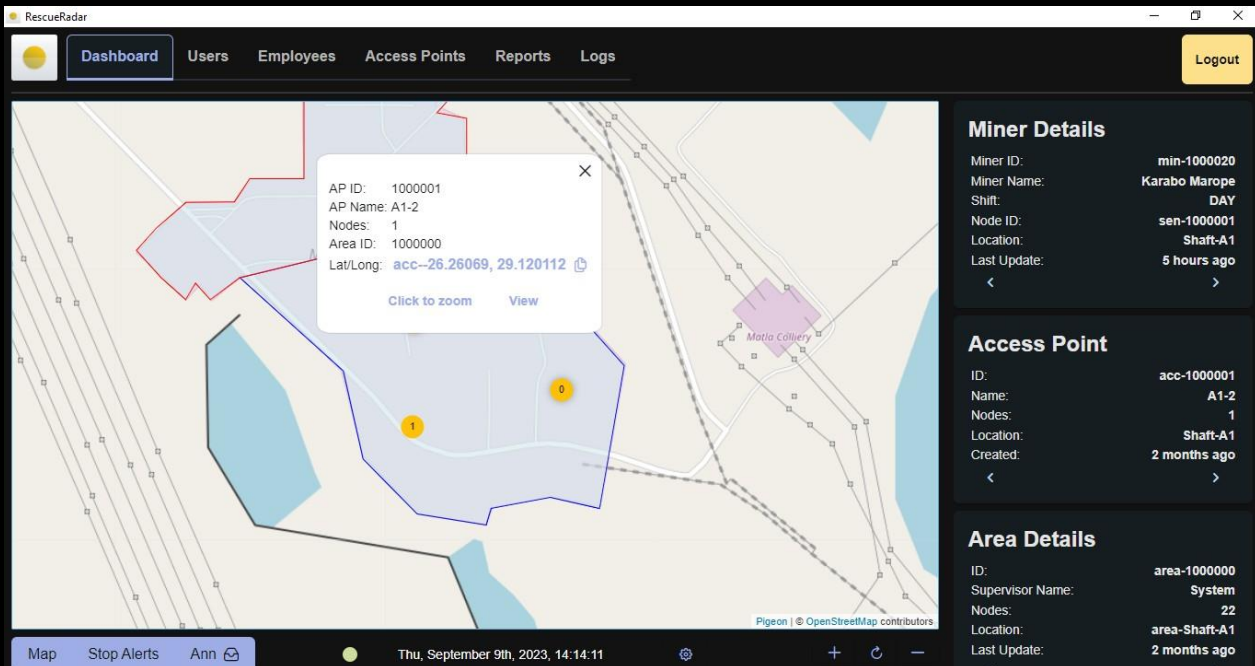 RescueRadar
Dashboard Users Employees Access Points Reports Logs
Logout
AP ID: 1000001
AP Name: A1-2
Nodes: 1
Area ID: 1000000
Lat/Long: acc--26.26069, 29.120112
Click to zoom View
0
1
Matla Colliery
Pigeon | © OpenStreetMap contributors
Map Stop Alerts Ann
Thu, September 9th, 2023, 14:14:11
Miner Details
Miner ID: min-1000020
Miner Name: Karabo Marope
Shift: DAY
Node ID: sen-1000001
Location: Shaft-A1
Last Update: 5 hours ago
Access Point
ID: acc-1000001
Name: A1-2
Nodes: 1
Location: Shaft-A1
Created: 2 months ago
Area Details
ID: area-1000000
Supervisor Name: System
Nodes: 22
Location: area-Shaft-A1
Last Update: 2 months ago